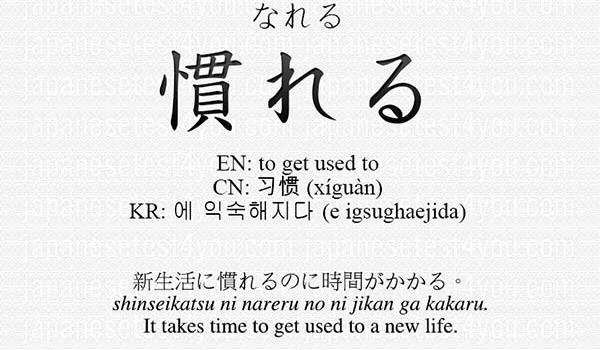 なれる
慣れる
EN: to get used to
CN: 习惯 (xíguàn)
KR: 에 익숙해지다 (e igsughaejida)
新生活に慣れるのに時間がかかる。
shinseikatsu ni nareru no ni jikan ga kakaru.
It takes time to get used to a new life.